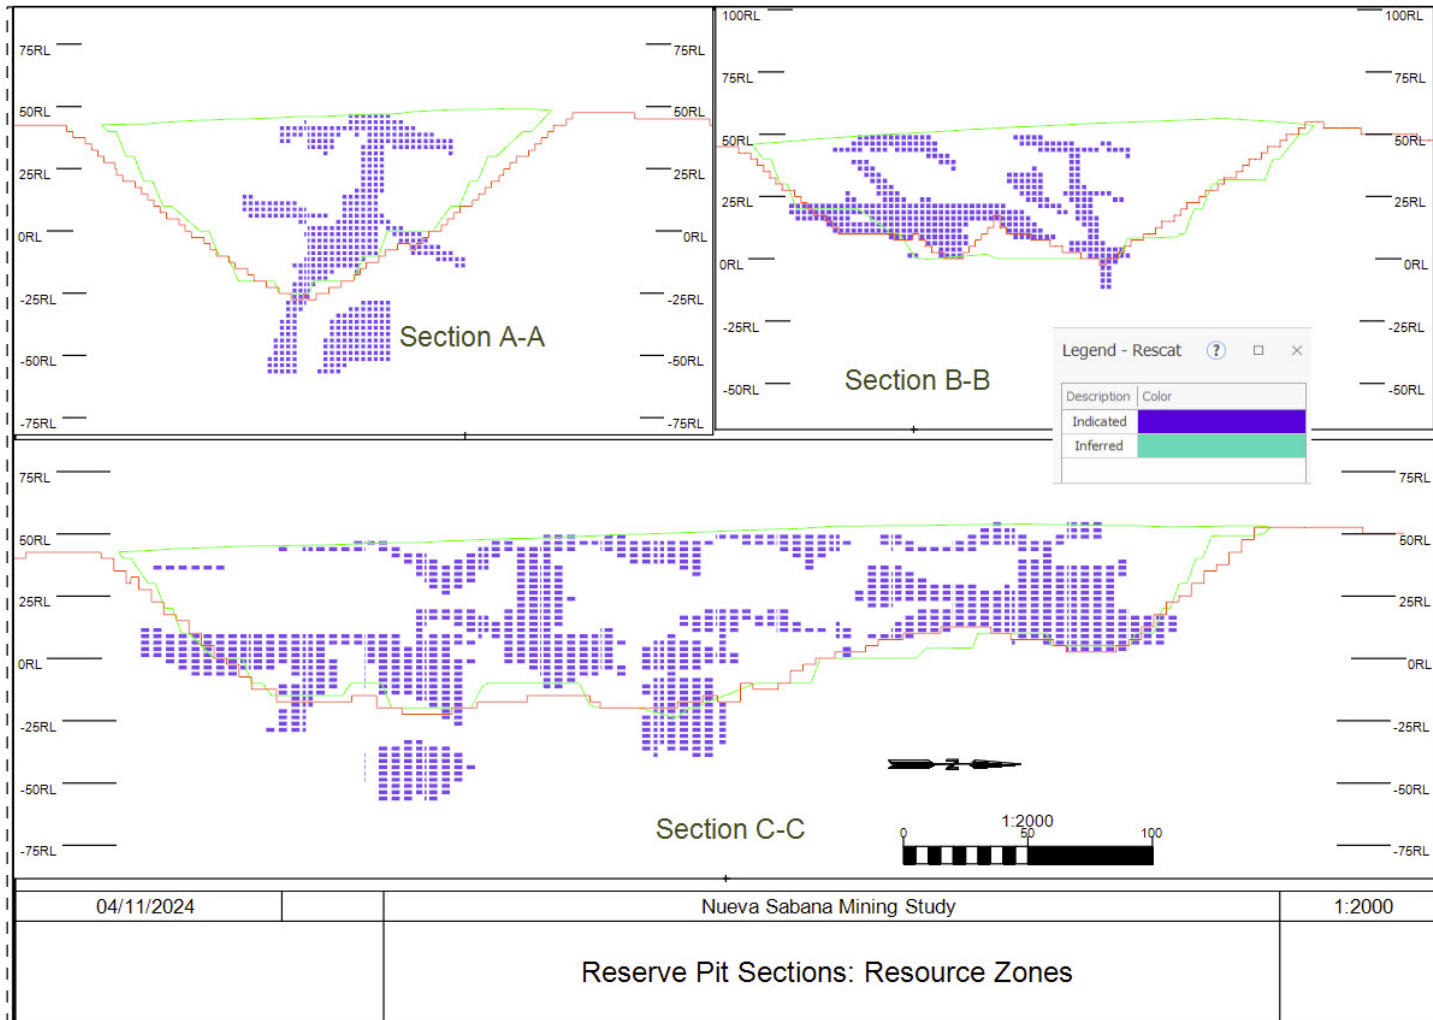 100RL 100RL
75RL 75RL 75RL 75RL
50RL 50RL 50RL 50RL
25RL 25RL 25RL 25RL
0RL 0RL 0RL 0RL
-25RL -25RL -25RL -25RL
-50RL -50RL -50RL -50RL
-75RL -75RL
Section A-A
Section B-B
Legend - Rescat ?
Description Color
Indicated
Inferred
75RL 75RL
50RL 50RL
25RL 25RL
0RL 0RL
-25RL -25RL
-50RL -50RL
-75RL -75RL
Section C-C
N
1:2000
0 50 100
04/11/2024 Nueva Sabana Mining Study 1:2000
Reserve Pit Sections: Resource Zones